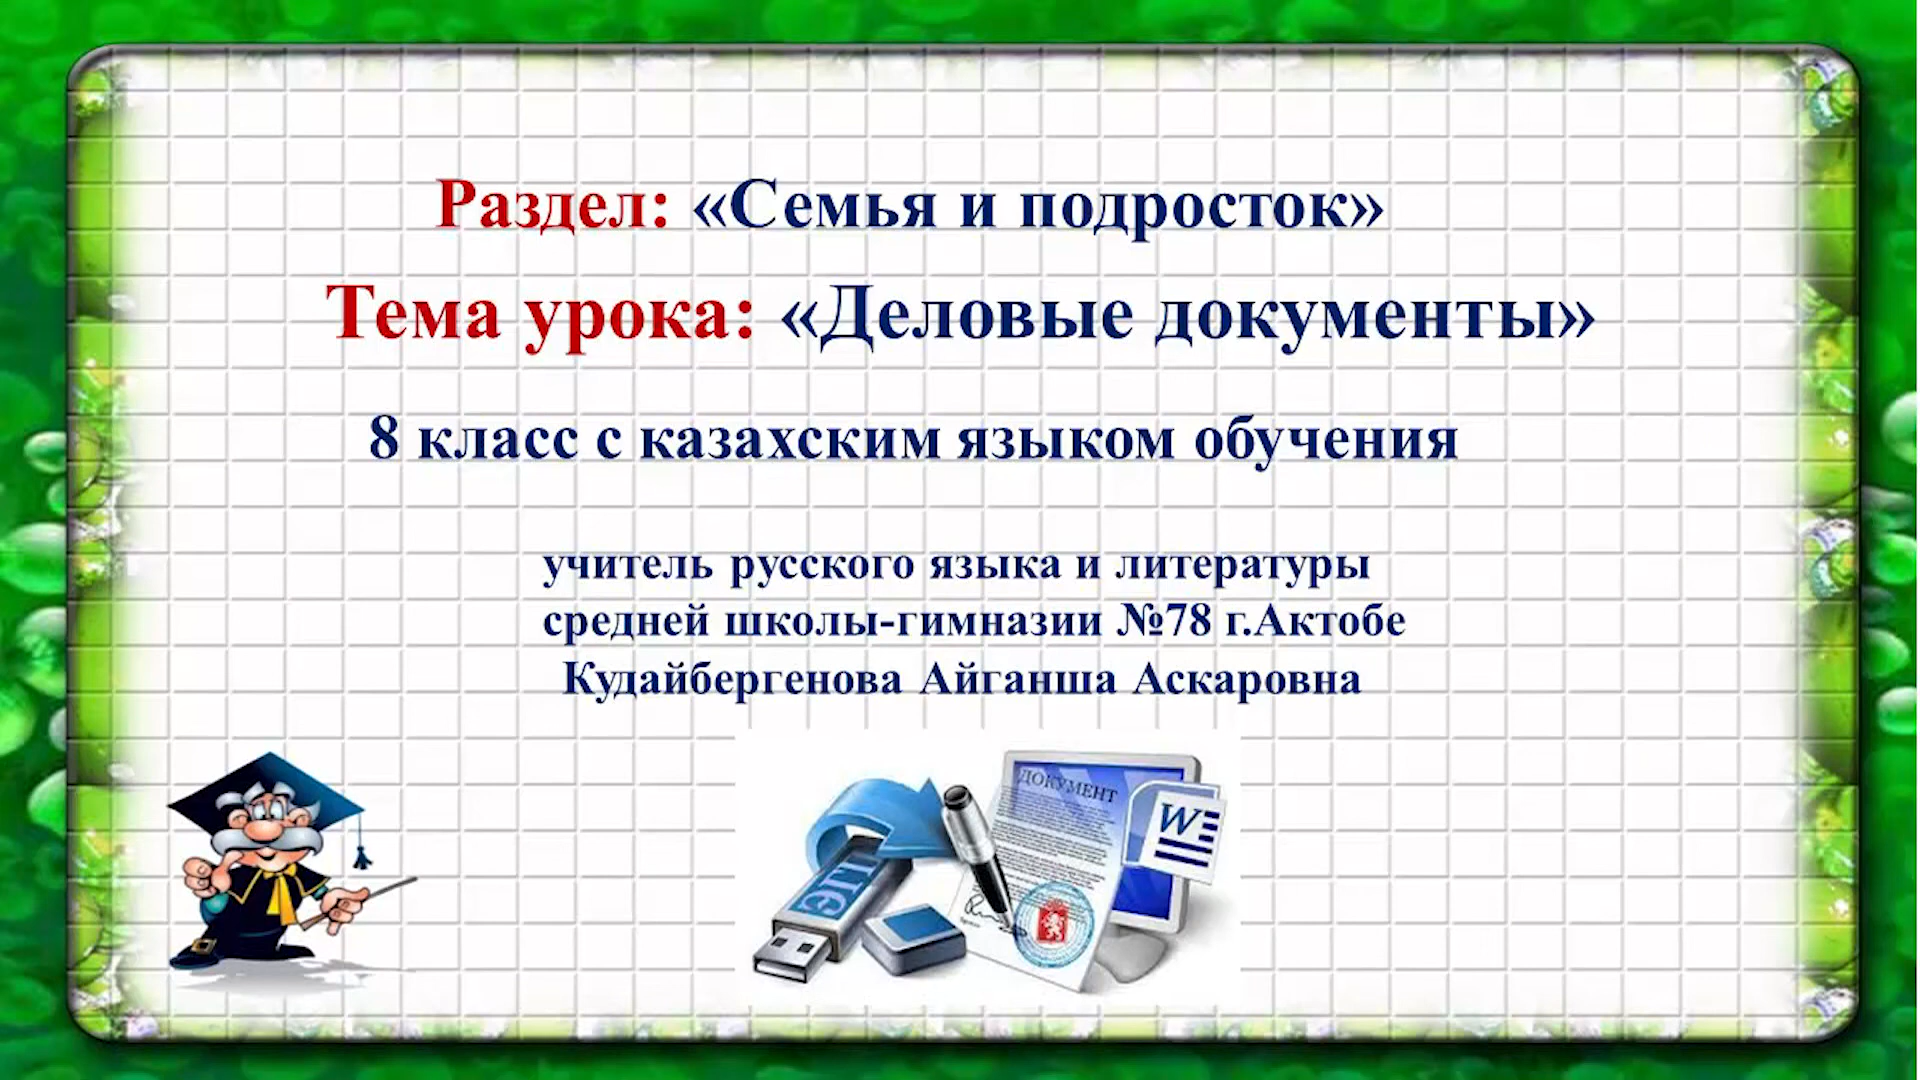 Раздел: «Семья и подросток»
Тема урока: «Деловые документы»
8 класс с казахским языком обучения
учитель русского языка и литературы
средней школы-гимназии №78 г.Актобе
Кудайбергенова Айганша Аскаровна
ДОКУМЕНТ
W